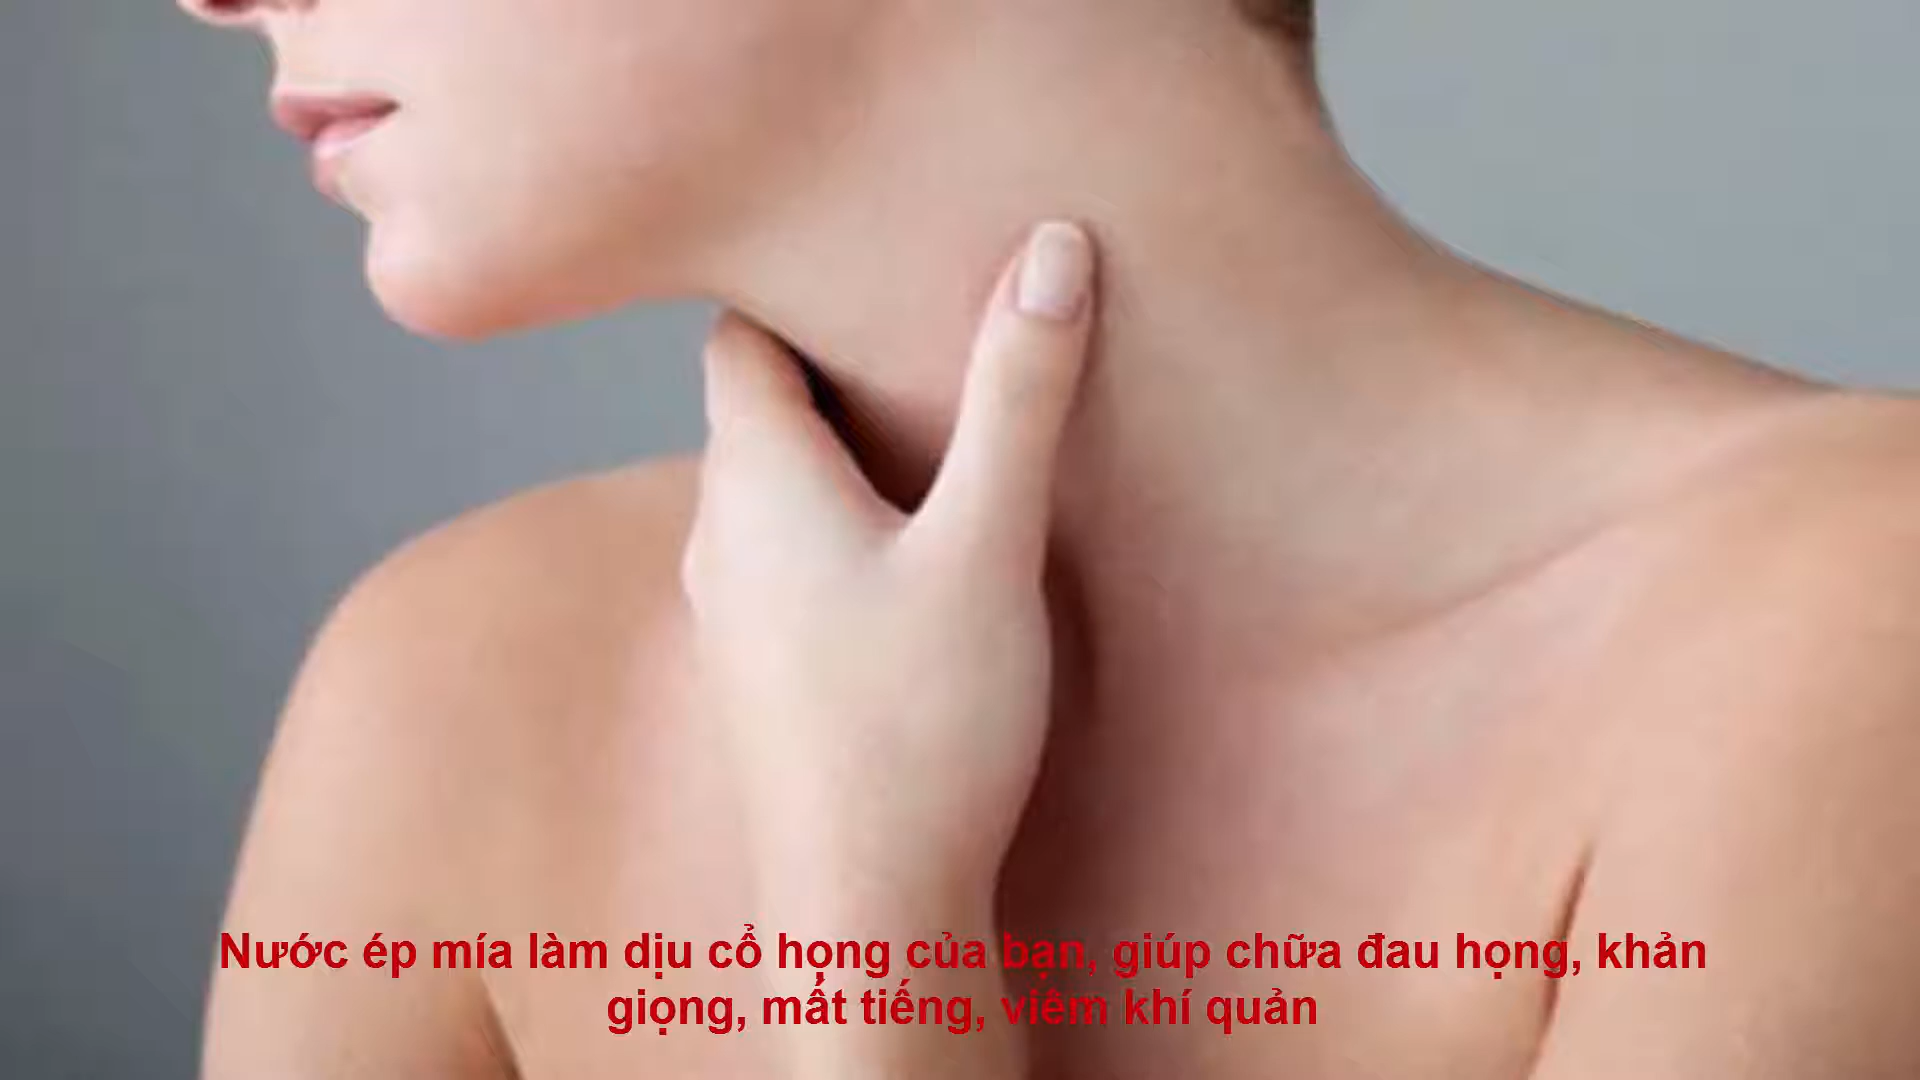 Nước ép mía làm dịu cổ họng của bạn, giúp chữa đau họng, khản
giọng, mất tiếng, viêm khí quản